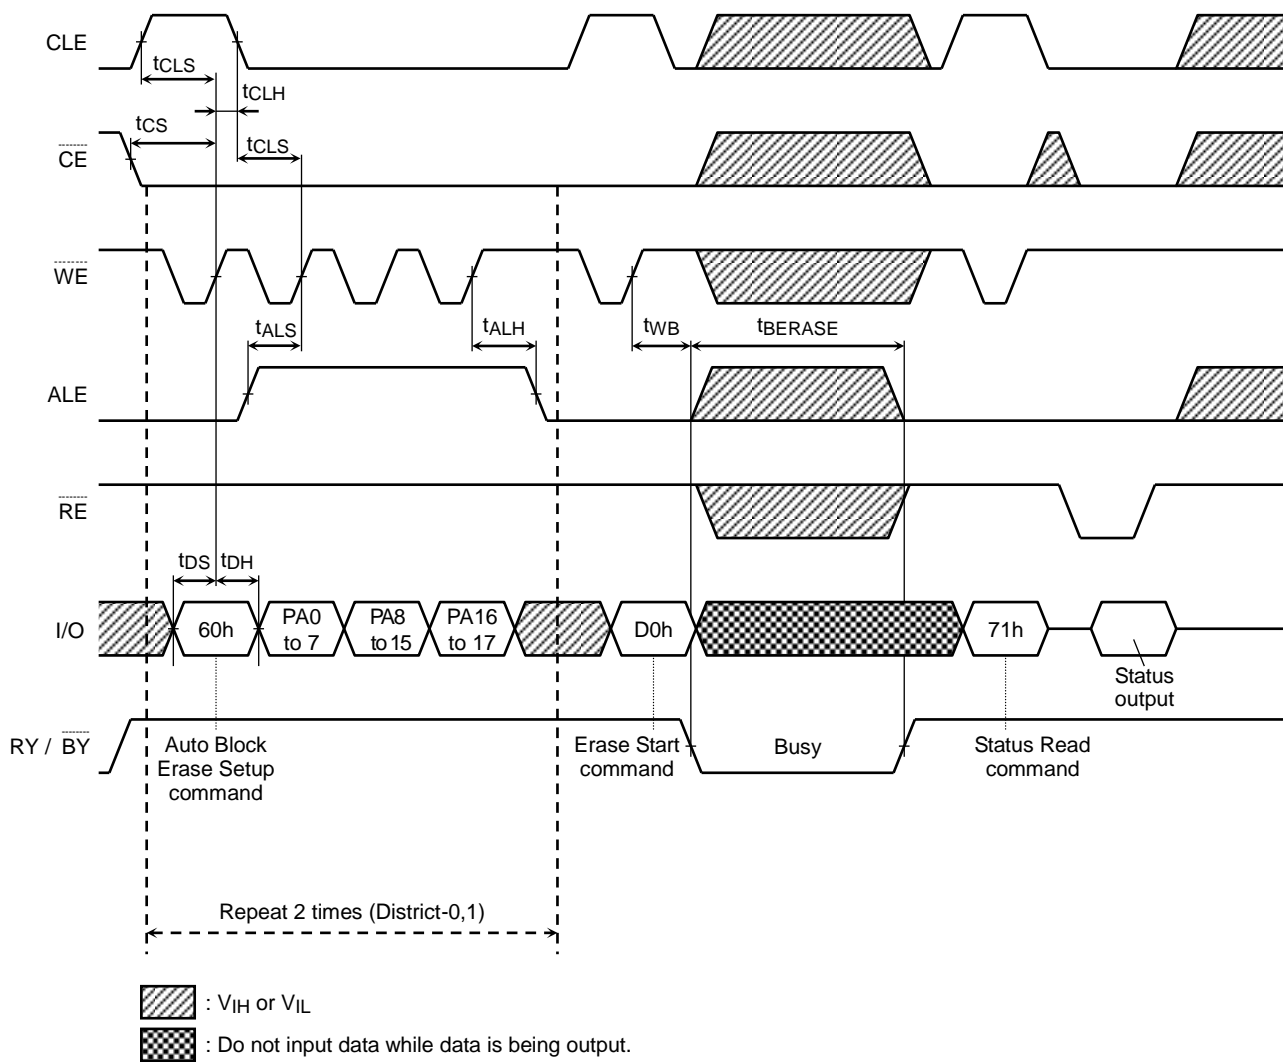 CLE
tCLS
tCLH
tCS
tCLS
CE
WE
tALS
tALH
tWB
tBERASE
ALE
RE
tDS
tDH
I/O
60h
PA0
to 7
PA8
to 15
PA16
to 17
D0h
71h
Status
output
RY / BY
Auto Block
Erase Setup
command
Erase Start
command
Busy
Status Read
command
Repeat 2 times (District-0,1)
: VIH or VIL
: Do not input data while data is being output.